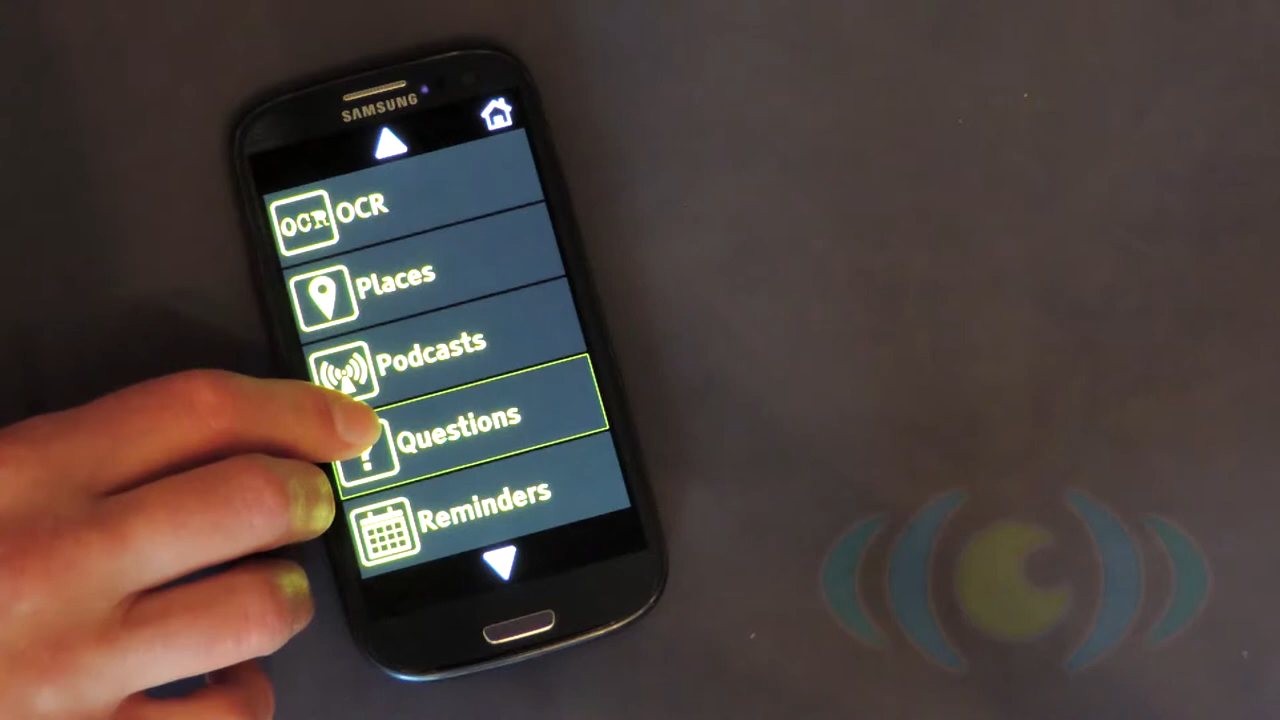 SAMSUNG
OCR OCR
Places
Podcasts
? Questions
Reminders